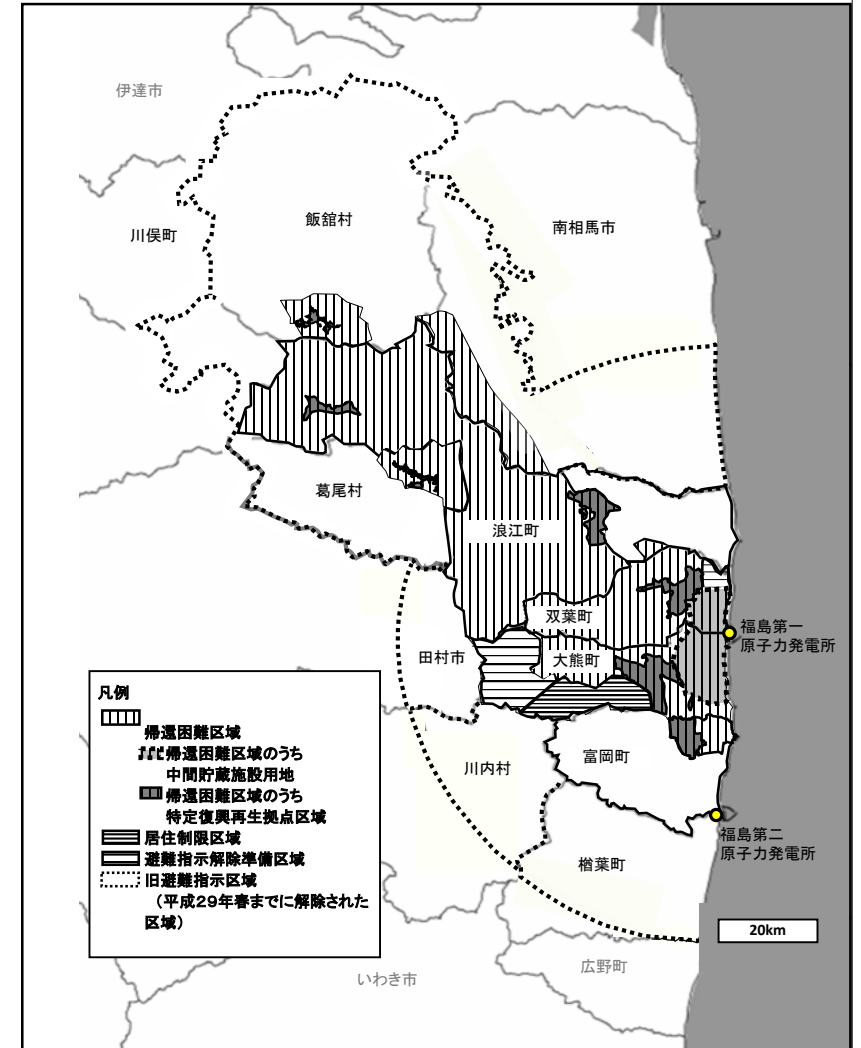 伊達市
川俣町
飯舘村
南相馬市
葛尾村
浪江町
双葉町
福島第一
原子力発電所
田村市
大熊町
凡例
帰還困難区域
帰還困難区域のうち
中間貯蔵施設用地
帰還困難区域のうち
特定復興再生拠点区域
居住制限区域
避難指示解除準備区域
旧避難指示区域
(平成29年春までに解除された
区域)
川内村
富岡町
福島第二
原子力発電所
楢葉町
20km
いわき市
広野町